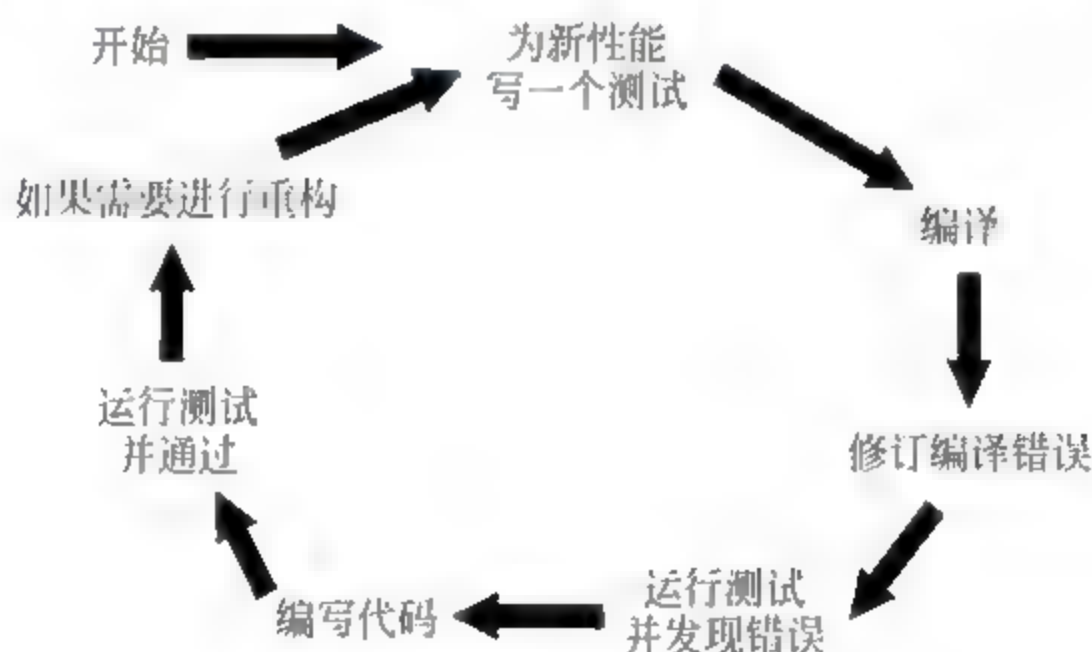 开始
为新性能
写一个测试
如果需要进行重构
编译
运行测试
并通过
修订编译错误
编写代码
运行测试
并发现错误